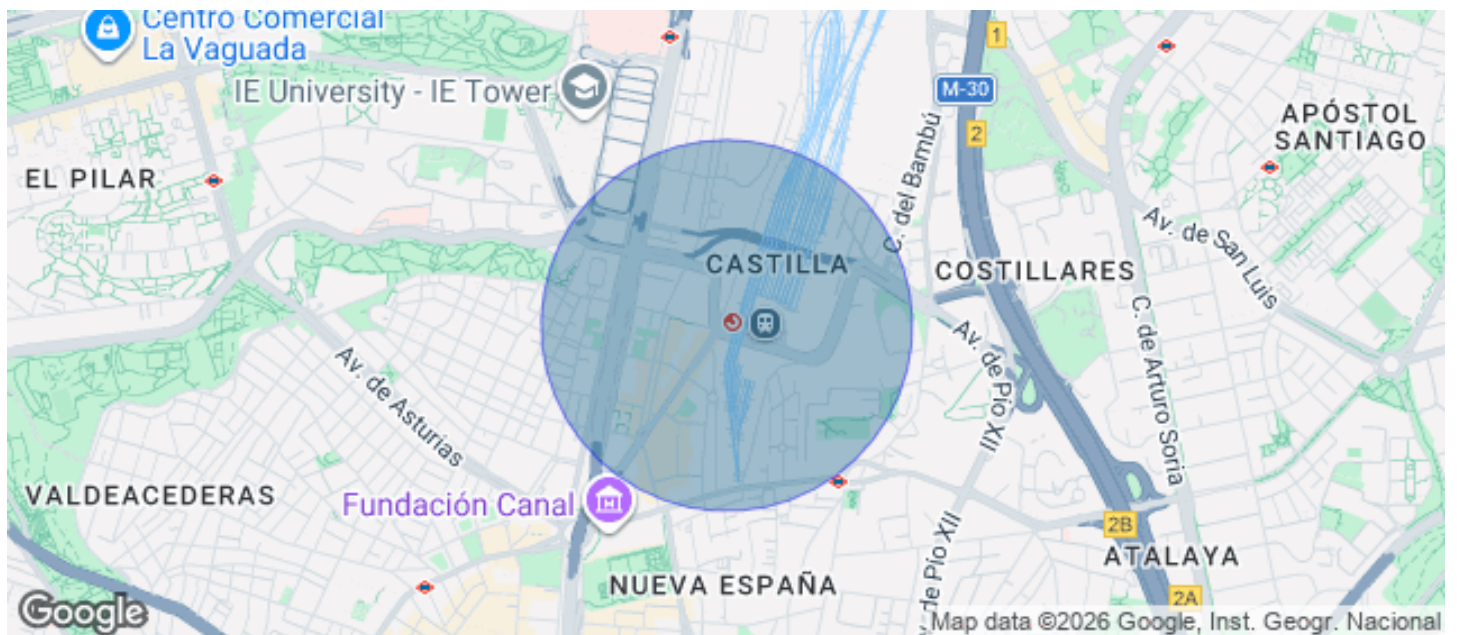 Centro Comercial
La Vaguada
IE University - IE Tower
1
M-30
2
APÓSTOL
SANTIAGO
EL PILAR
C. del Bambú
Av. de San Luis
CASTILLA
COSTILLARES
C. de Arturo Soria
Av. de Asturias
Av. de Pío XII
VALDEACEDERAS
Fundación Canal
2B
ATALAYA
NUEVA ESPAÑA
de Pío XII
2A
Google
Map data ©2026 Google, Inst. Geogr. Nacional